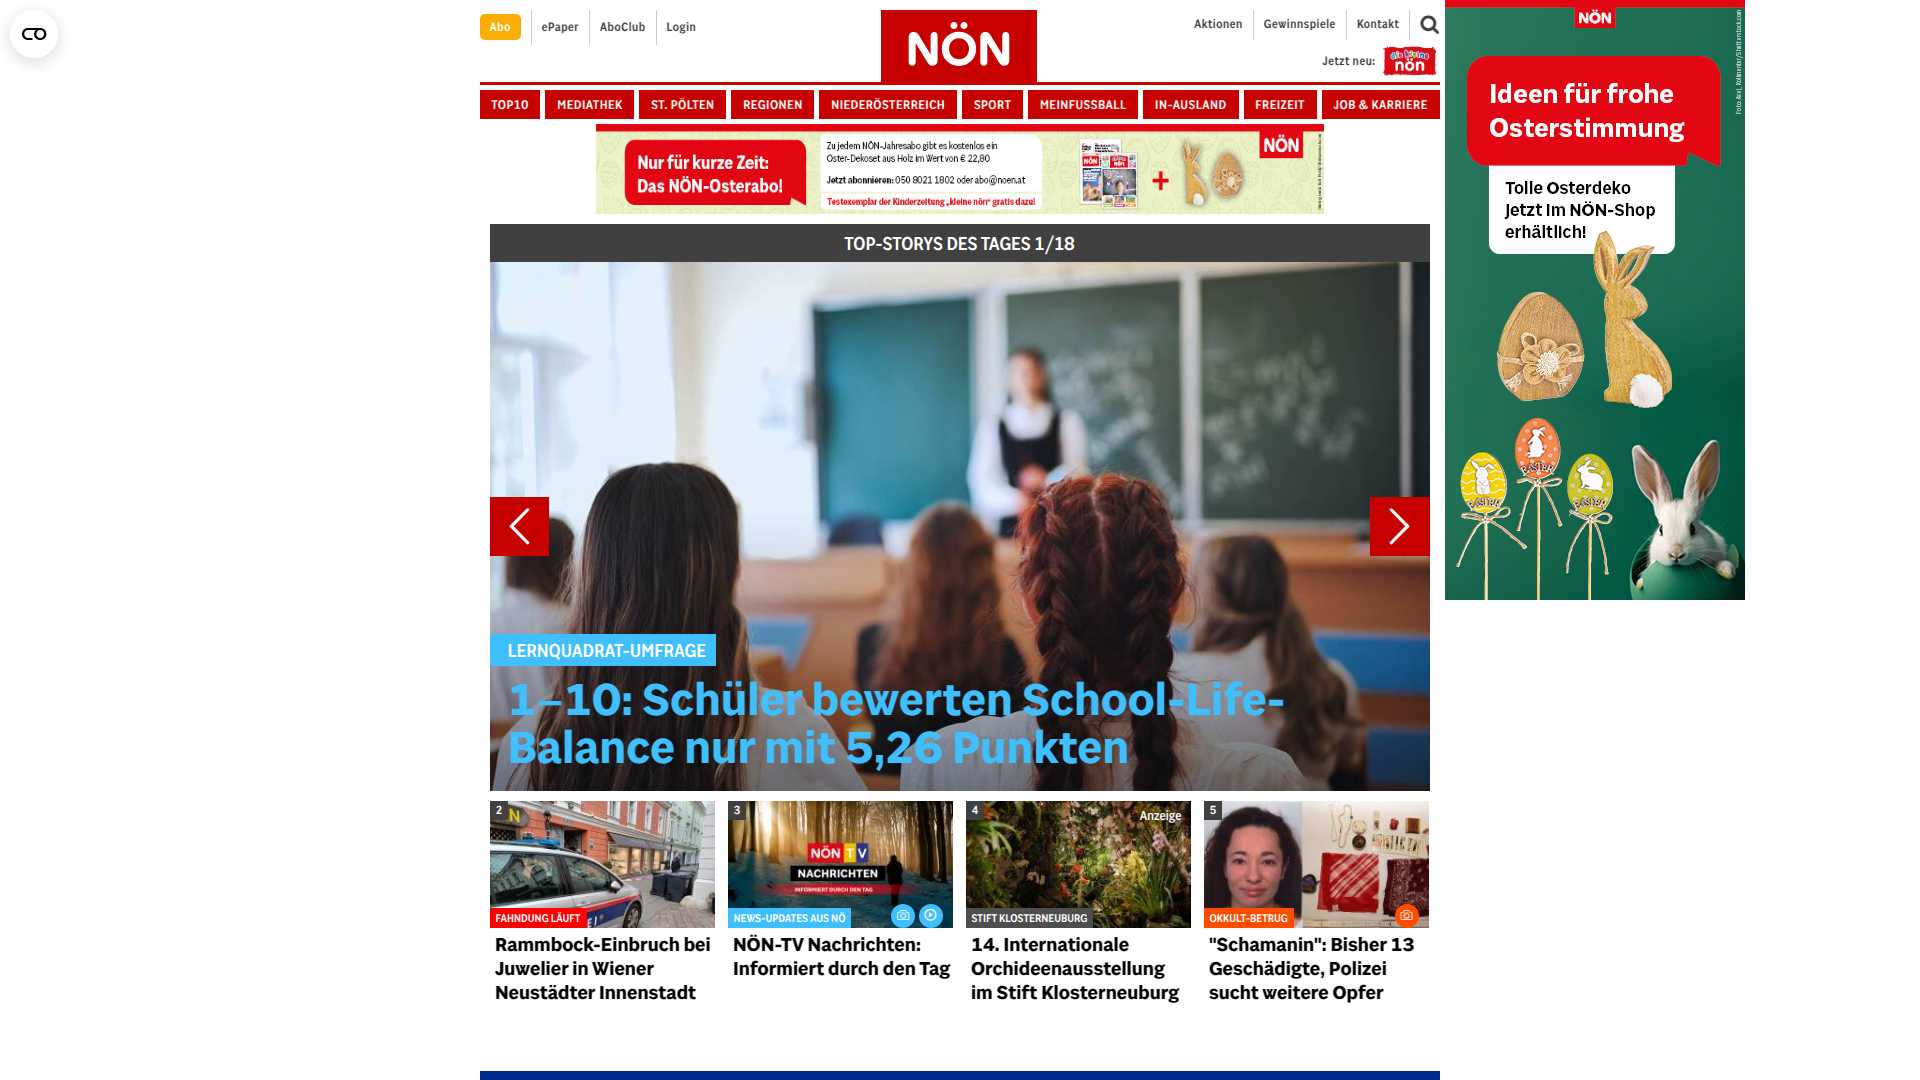 Abo
ePaper
AboClub
Login
NÖN
Aktionen
Gewinnspiele
Kontakt
Jetzt neu:
die kleine
nön
TOP10
MEDIATHEK
ST. PÖLTEN
REGIONEN
NIEDERÖSTERREICH
SPORT
MEINFUSSBALL
IN-AUSLAND
FREIZEIT
JOB & KARRIERE
Nur für kurze Zeit:
Das NÖN-Osterabo!
Zu jedem NÖN-Jahresabo gibt es kostenlos ein
Oster-Dekoset aus Holz im Wert von € 22,80
Jetzt abonnieren: 050 8021 1802 oder abo@noen.at
Testexemplar der Kinderzeitung „kleine nön“ gratis dazu!
+
NÖN
TOP-STORYS DES TAGES 1/18
LERNQUADRAT-UMFRAGE
1–10: Schüler bewerten School-Life-
Balance nur mit 5,26 Punkten
2
FAHNDUNG LÄUFT
Rammbock-Einbruch bei
Juwelier in Wiener
Neustädter Innenstadt
3
NÖN TV
NACHRICHTEN
INFORMIERT DURCH DEN TAG
NEWS-UPDATES AUS NÖ
NÖN-TV Nachrichten:
Informiert durch den Tag
4
Anzeige
STIFT KLOSTERNEUBURG
14. Internationale
Orchideenausstellung
im Stift Klosterneuburg
5
OKKULT-BETRUG
"Schamanin": Bisher 13
Geschädigte, Polizei
sucht weitere Opfer
NÖN
Ideen für frohe
Osterstimmung
Tolle Osterdeko
jetzt im NÖN-Shop
erhältlich!
EASTER
EASTER
EASTER